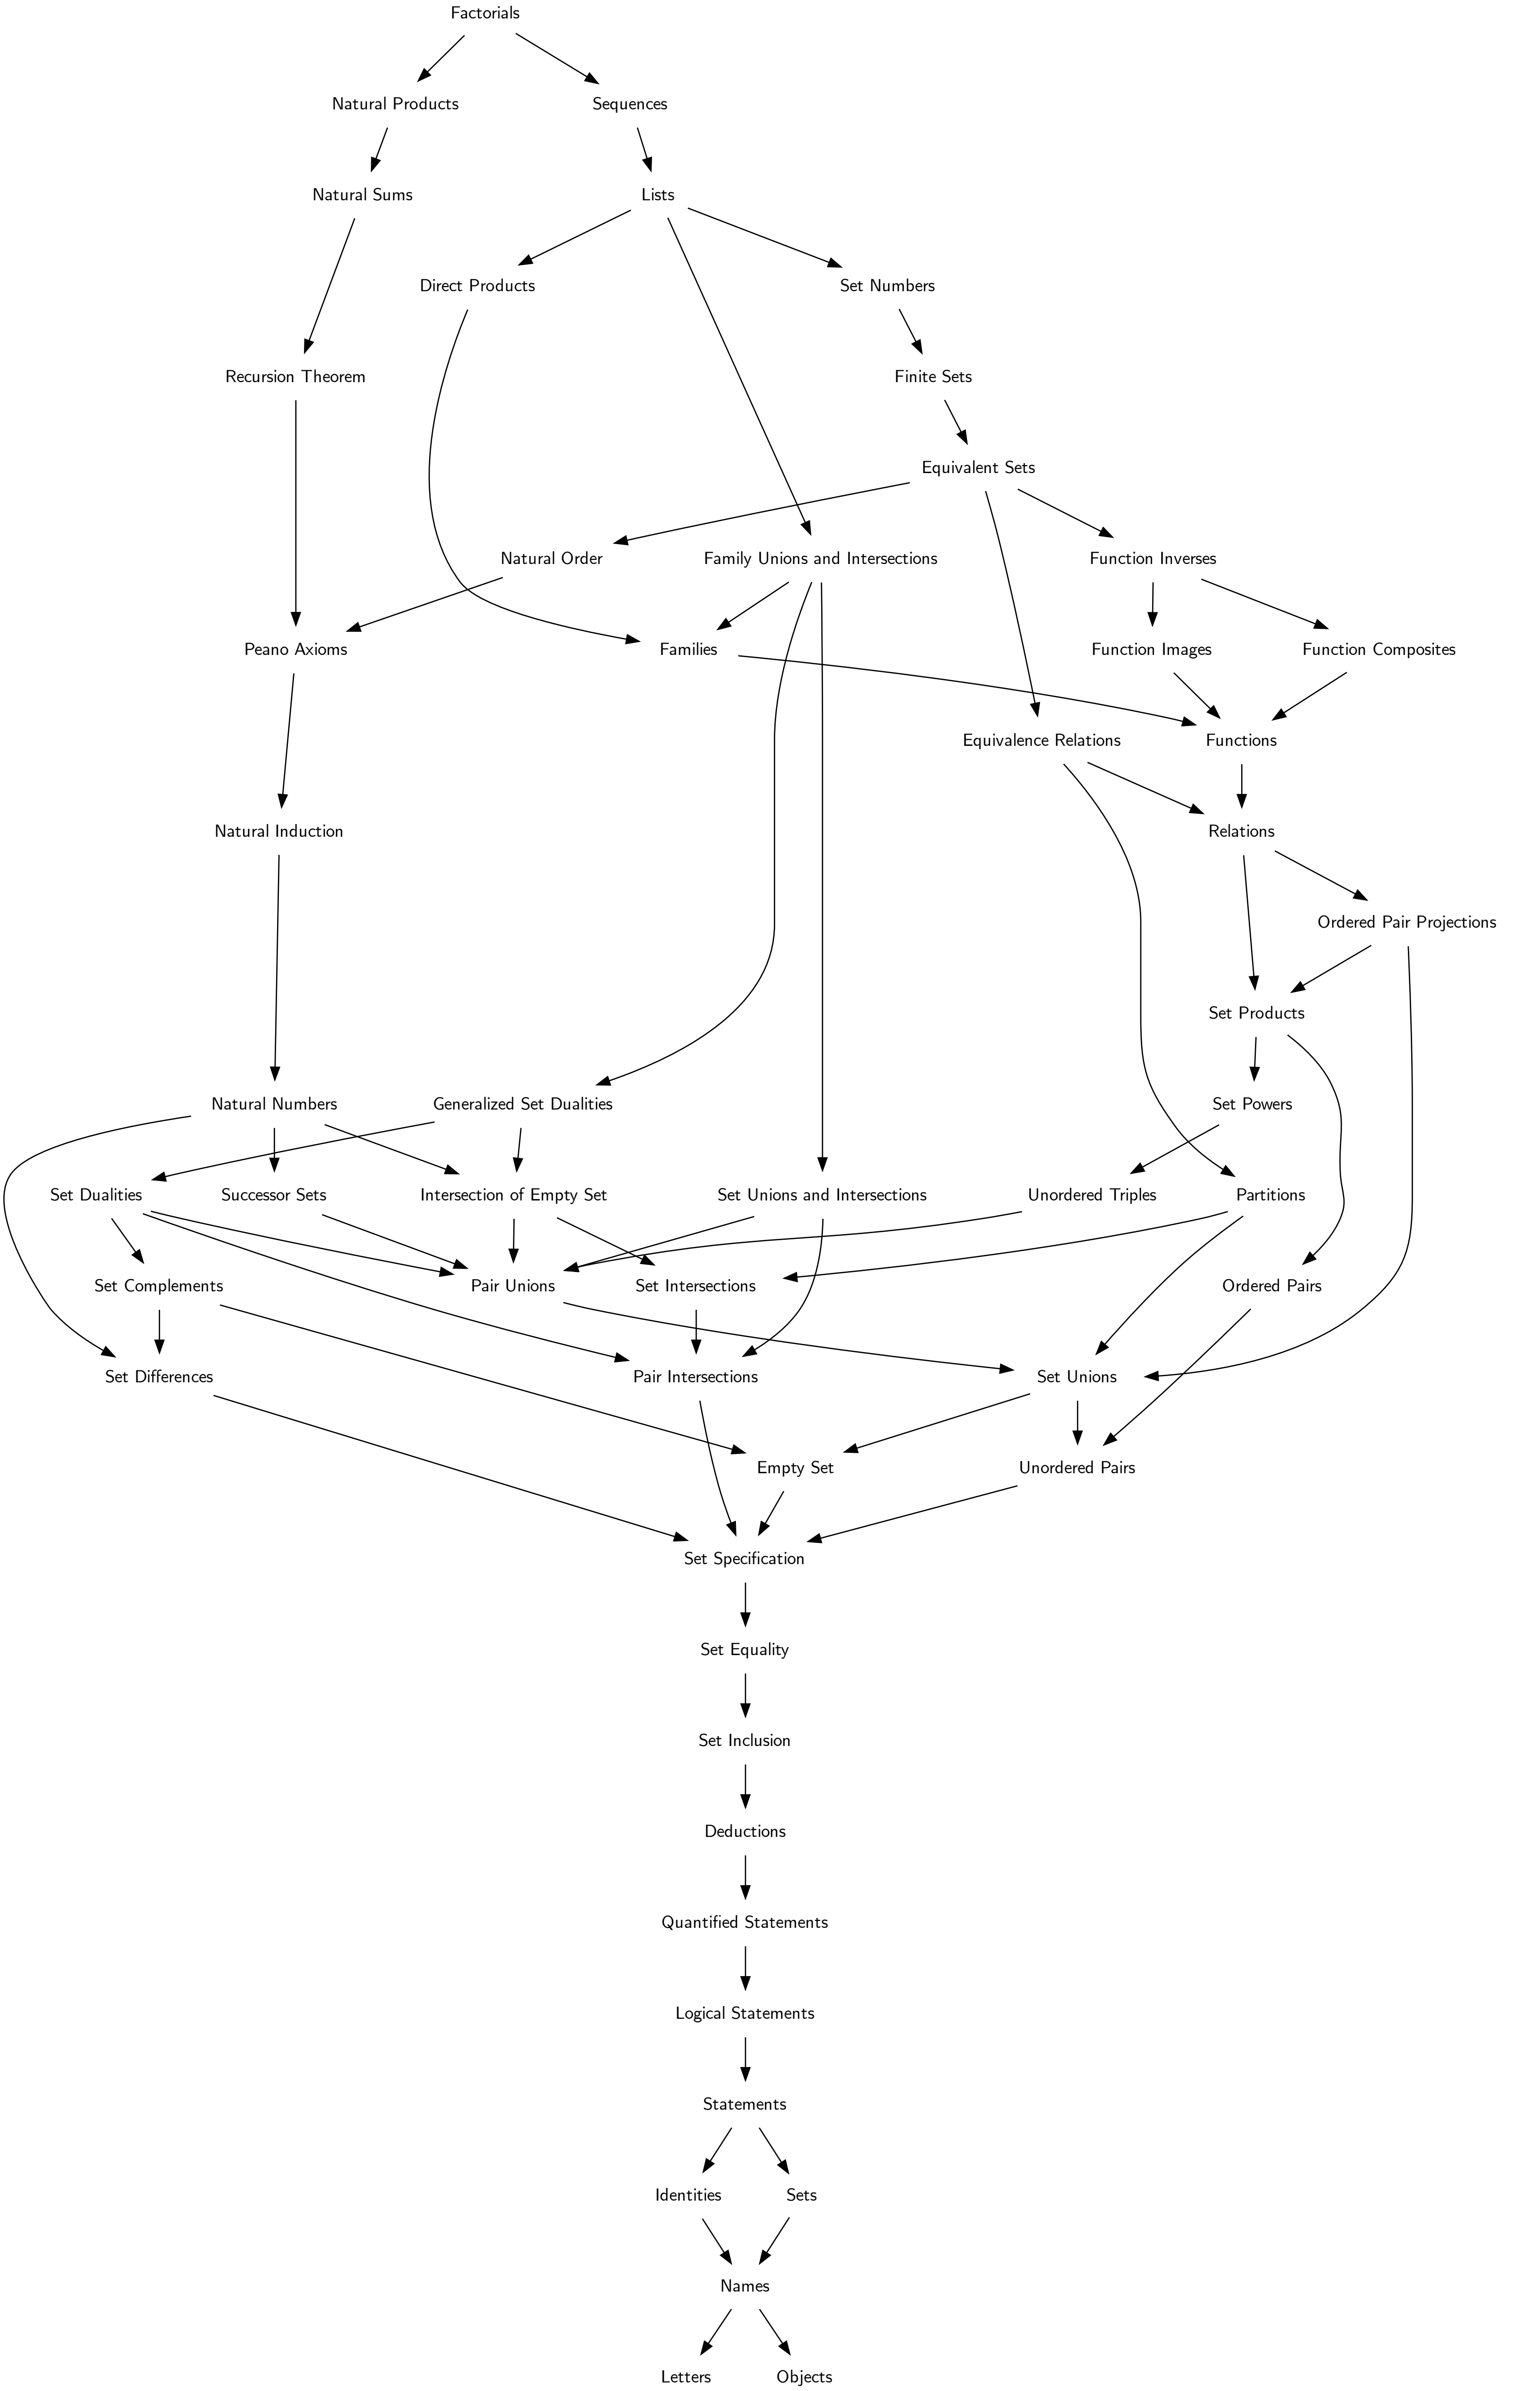 Factorials
Natural Products
Sequences
Natural Sums
Lists
Direct Products
Set Numbers
Recursion Theorem
Finite Sets
Equivalent Sets
Natural Order
Family Unions and Intersections
Function Inverses
Peano Axioms
Families
Function Images
Function Composites
Equivalence Relations
Functions
Natural Induction
Relations
Ordered Pair Projections
Set Products
Natural Numbers
Generalized Set Dualities
Set Powers
Set Dualities
Successor Sets
Intersection of Empty Set
Set Unions and Intersections
Unordered Triples
Partitions
Set Complements
Pair Unions
Set Intersections
Ordered Pairs
Set Differences
Pair Intersections
Set Unions
Empty Set
Unordered Pairs
Set Specification
Set Equality
Set Inclusion
Deductions
Quantified Statements
Logical Statements
Statements
Identities
Sets
Names
Letters
Objects